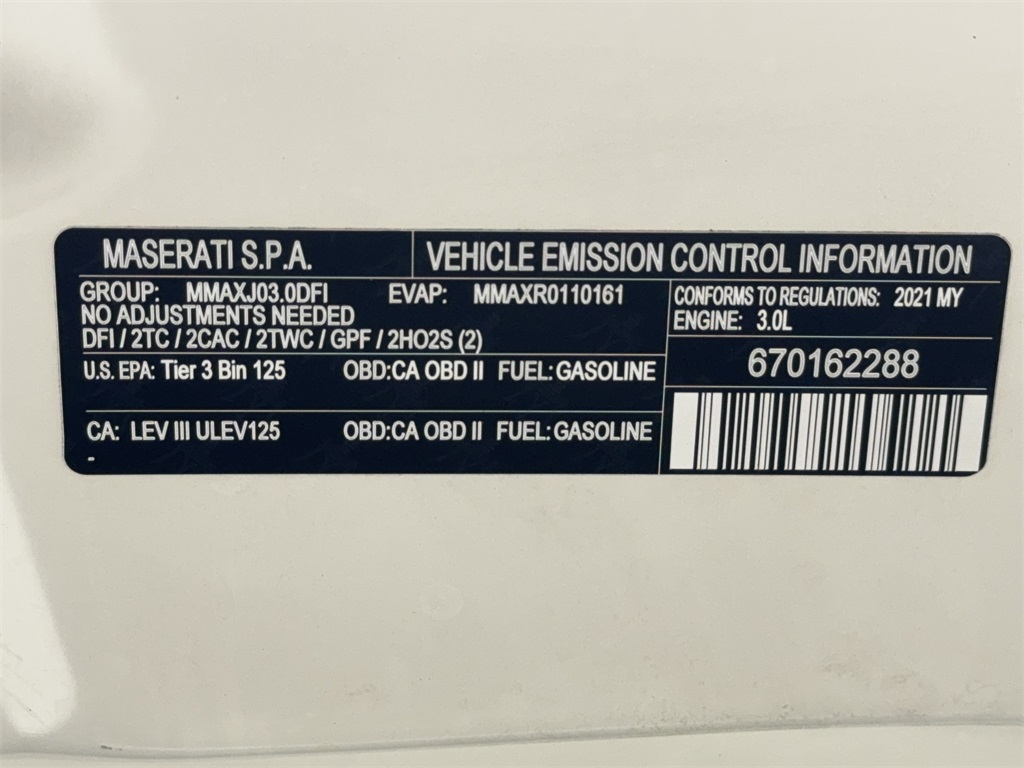 MASERATI S.P.A.
VEHICLE EMISSION CONTROL INFORMATION
GROUP: MMAXJ03.0DFI EVAP: MMAXR0110161
NO ADJUSTMENTS NEEDED
DFI / 2TC / 2CAC / 2TWC / GPF / 2HO2S (2)
CONFORMS TO REGULATIONS: 2021 MY
ENGINE: 3.0L
U.S. EPA: Tier 3 Bin 125 OBD:CA OBD II FUEL:GASOLINE
670162288
CA: LEV III ULEV125 OBD:CA OBD II FUEL:GASOLINE
-